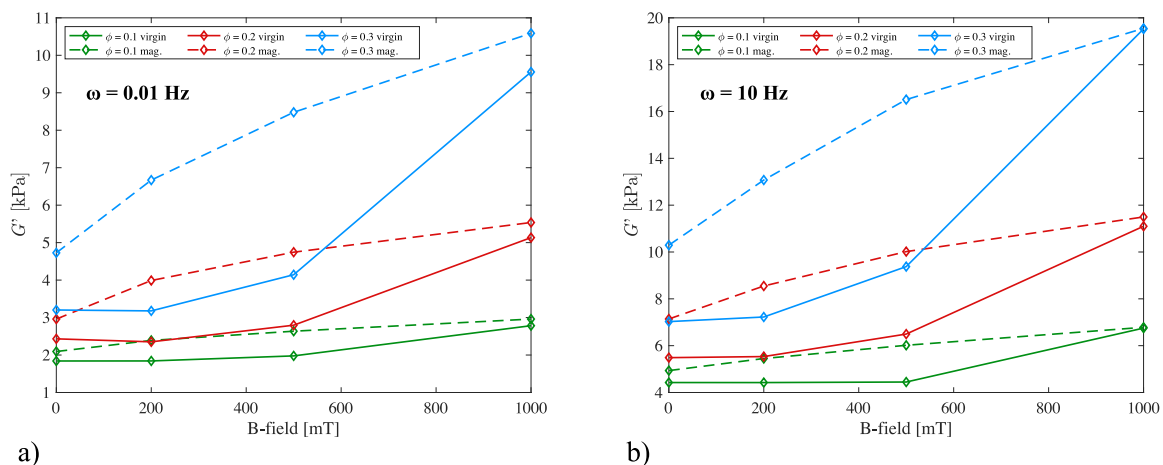 11
10
9
8
7
6
5
4
3
2
1
G' [kPa]
ϕ = 0.1 virgin ϕ = 0.2 virgin ϕ = 0.3 virgin
ϕ = 0.1 mag. ϕ = 0.2 mag. ϕ = 0.3 mag.
ω = 0.01 Hz
0 200 400 600 800 1000
B-field [mT]
a)
20
18
16
14
12
10
8
6
4
G' [kPa]
ϕ = 0.1 virgin ϕ = 0.2 virgin ϕ = 0.3 virgin
ϕ = 0.1 mag. ϕ = 0.2 mag. ϕ = 0.3 mag.
ω = 10 Hz
0 200 400 600 800 1000
B-field [mT]
b)